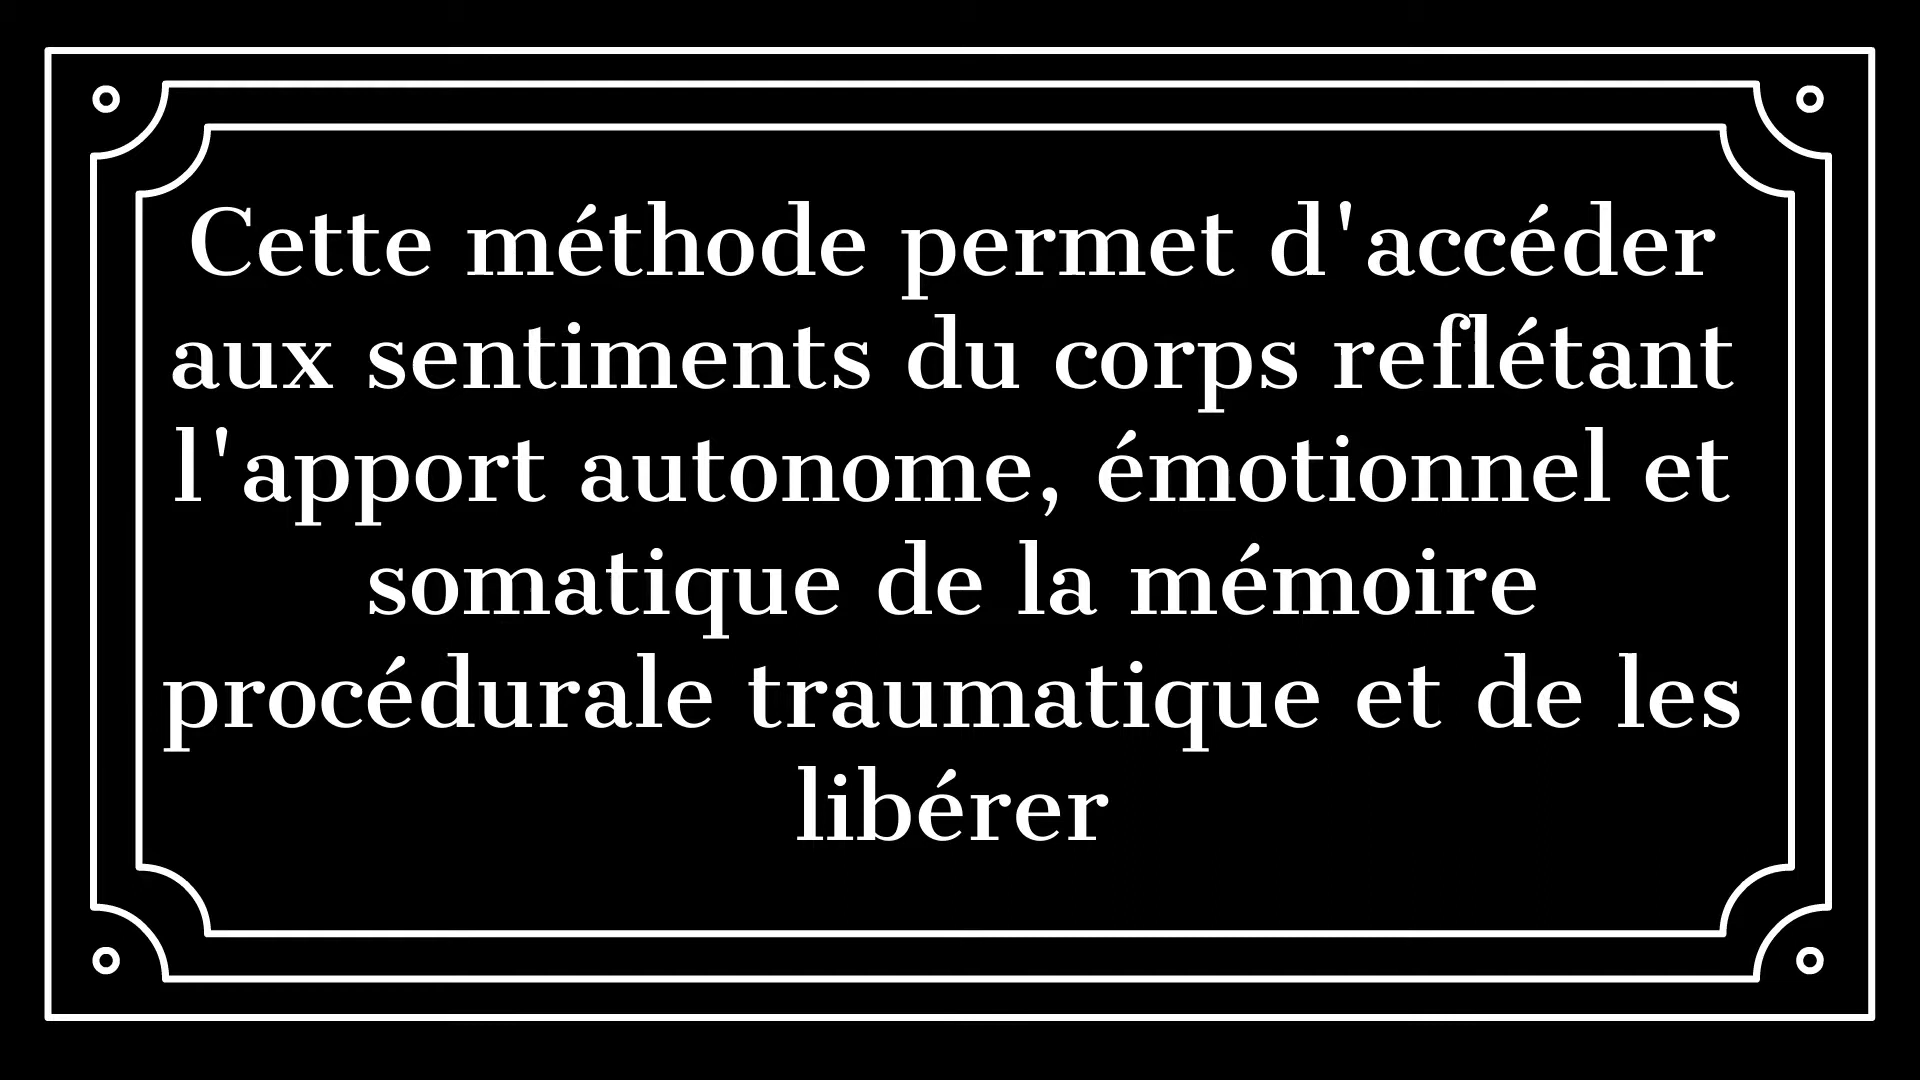 Cette méthode permet d'accéder
aux sentiments du corps reflétant
l'apport autonome, émotionnel et
somatique de la mémoire
procédurale traumatique et de les
libérer